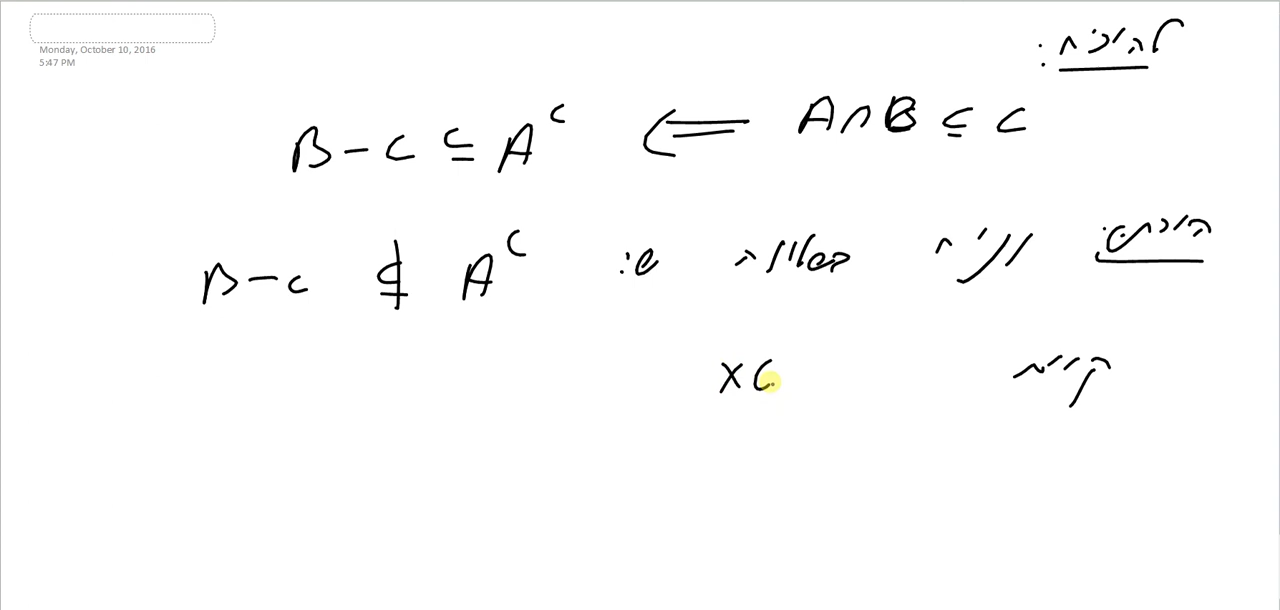 Monday, October 10, 2016
5:47 PM
להוכיח:
A∩B ⊆ C ⟸ B-C ⊆ A^C
הוכחה: נניח בשלילה ש: B-C ⊈ A^C
קיים x ∈